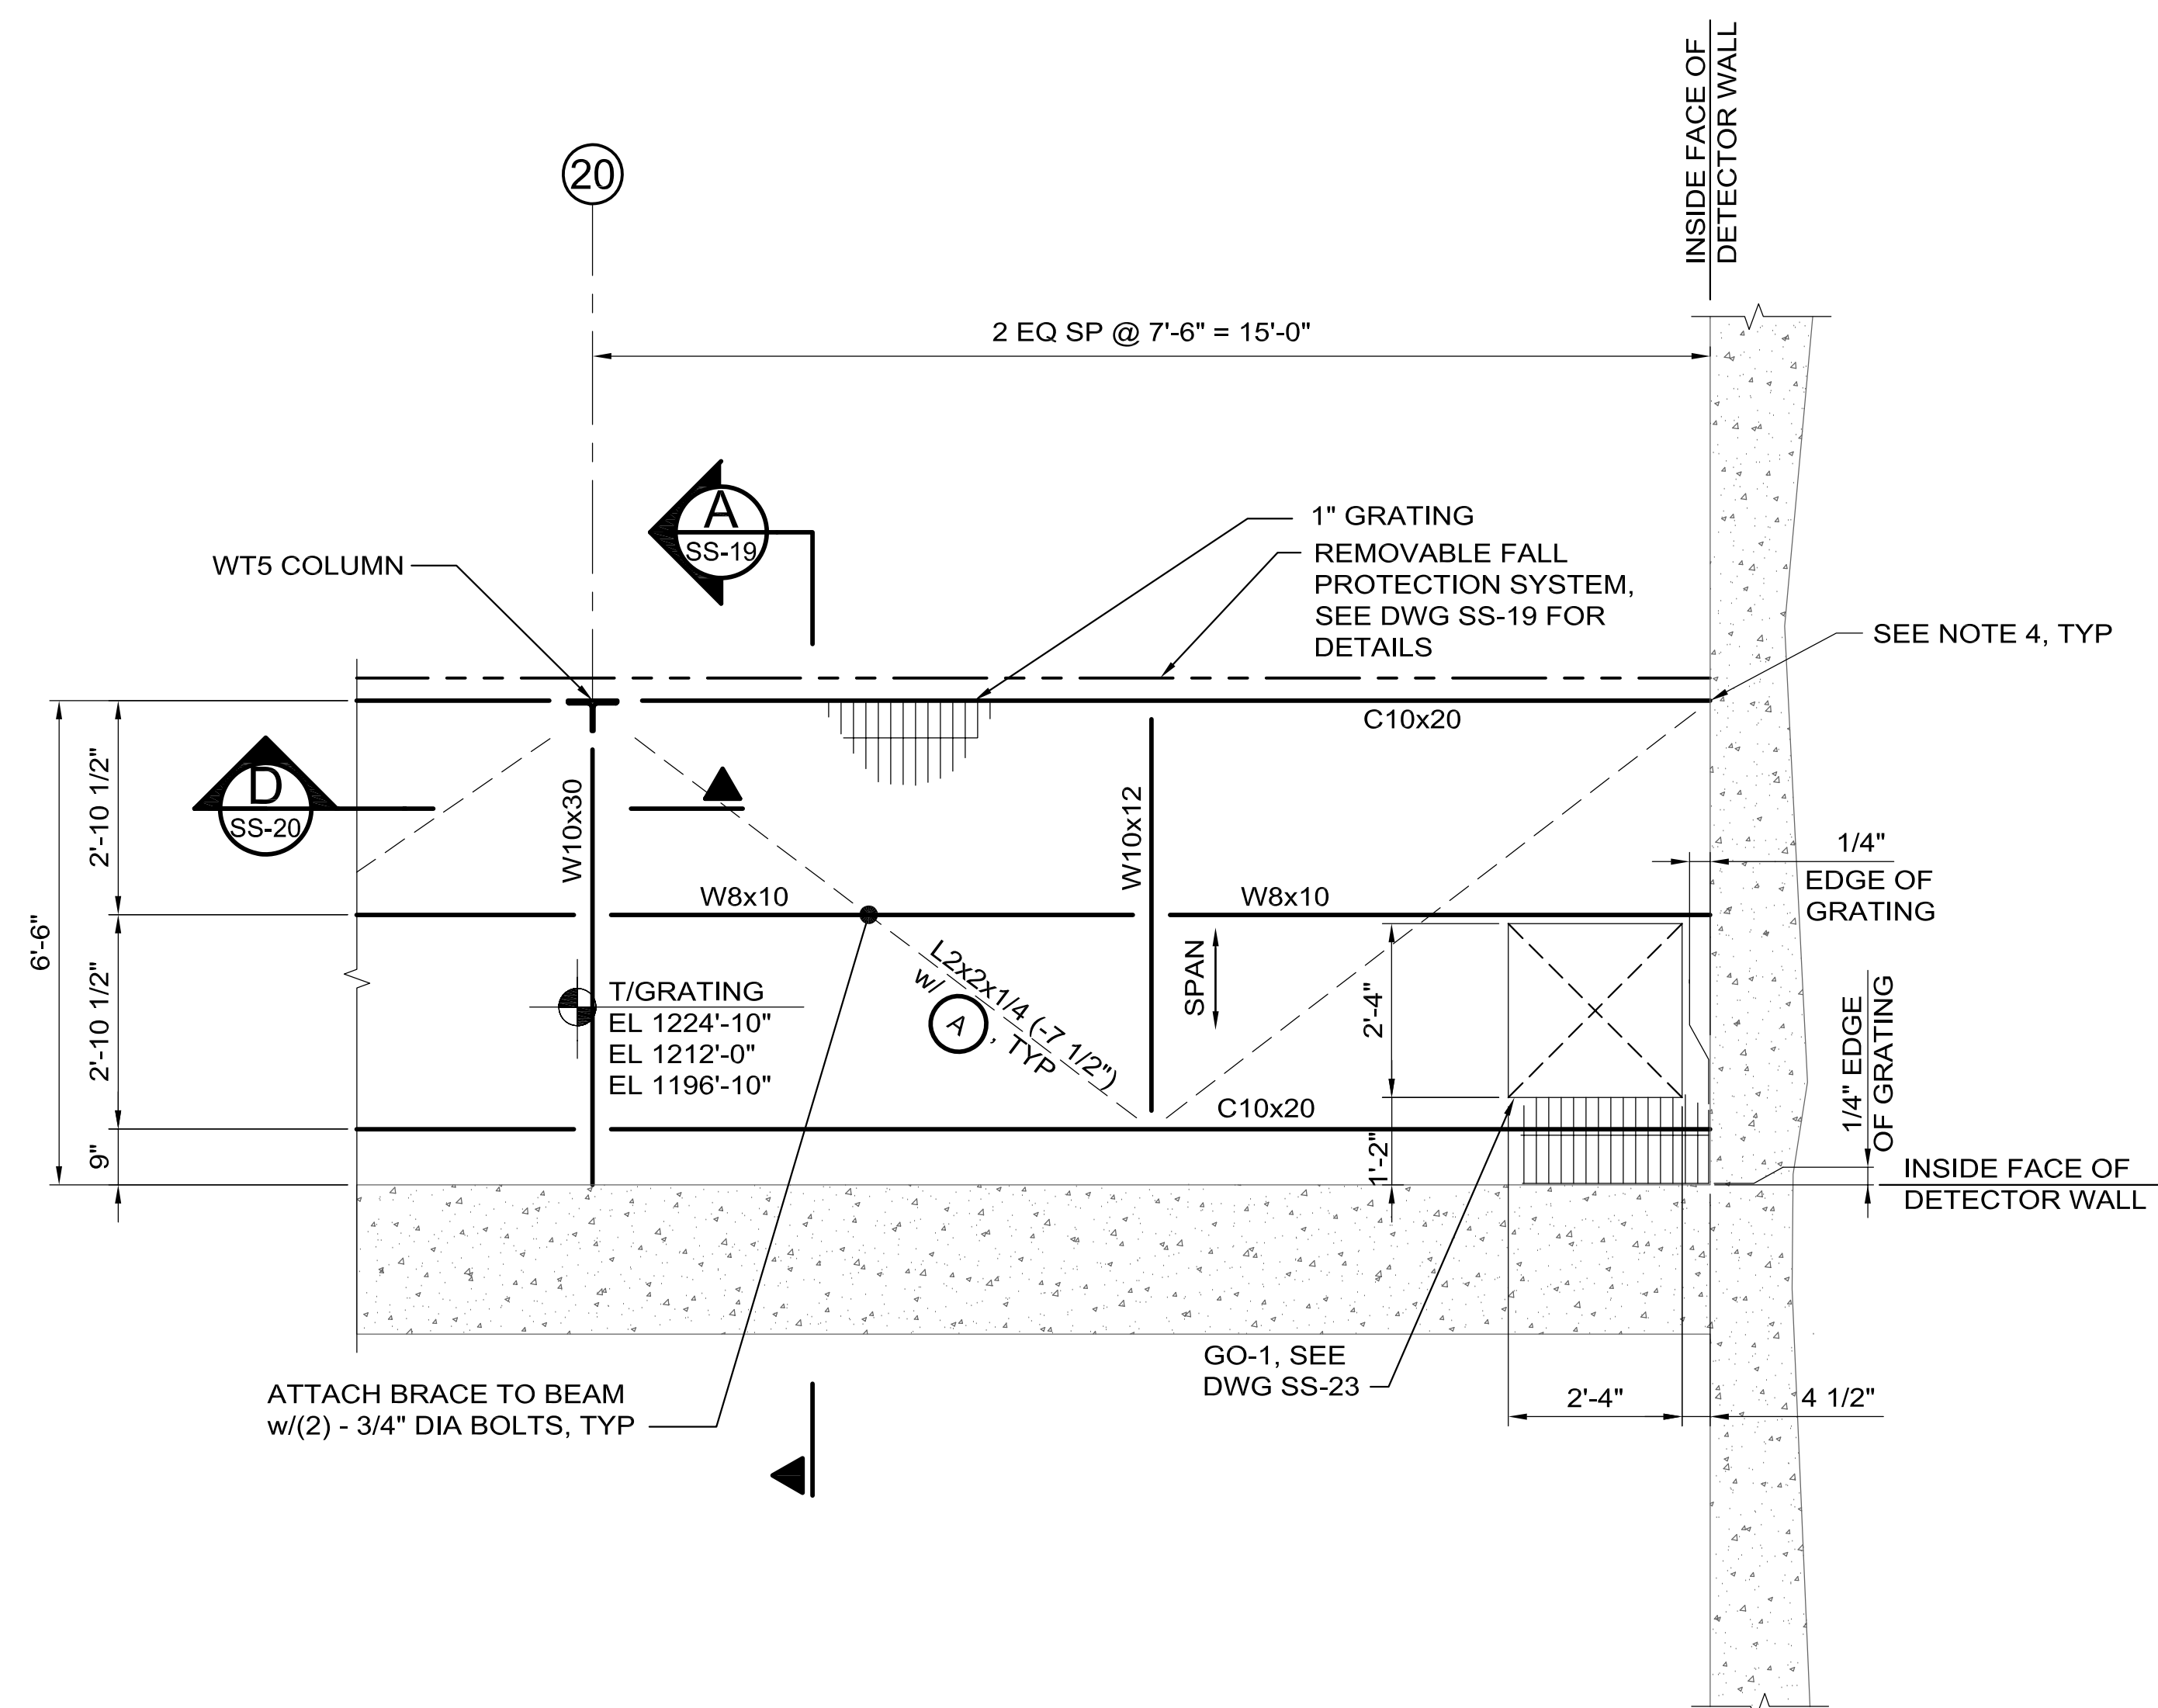 INSIDE FACE OF
DETECTOR WALL
20
2 EQ SP @ 7'-6" = 15'-0"
A
SS-19
1" GRATING
REMOVABLE FALL
PROTECTION SYSTEM,
SEE DWG SS-19 FOR
DETAILS
WT5 COLUMN
SEE NOTE 4, TYP
C10x20
D
SS-20
2'-10 1/2"
W10x30
W10x12
1/4"
EDGE OF
GRATING
W8x10
W8x10
6'-6"
SPAN
L2x2x1/4 (-7 1/2")
w/ A , TYP
2'-4"
2'-10 1/2"
T/GRATING
EL 1224'-10"
EL 1212'-0"
EL 1196'-10"
1/4" EDGE
OF GRATING
C10x20
9"
1'-2"
INSIDE FACE OF
DETECTOR WALL
GO-1, SEE
DWG SS-23
ATTACH BRACE TO BEAM
w/(2) - 3/4" DIA BOLTS, TYP
2'-4"
4 1/2"